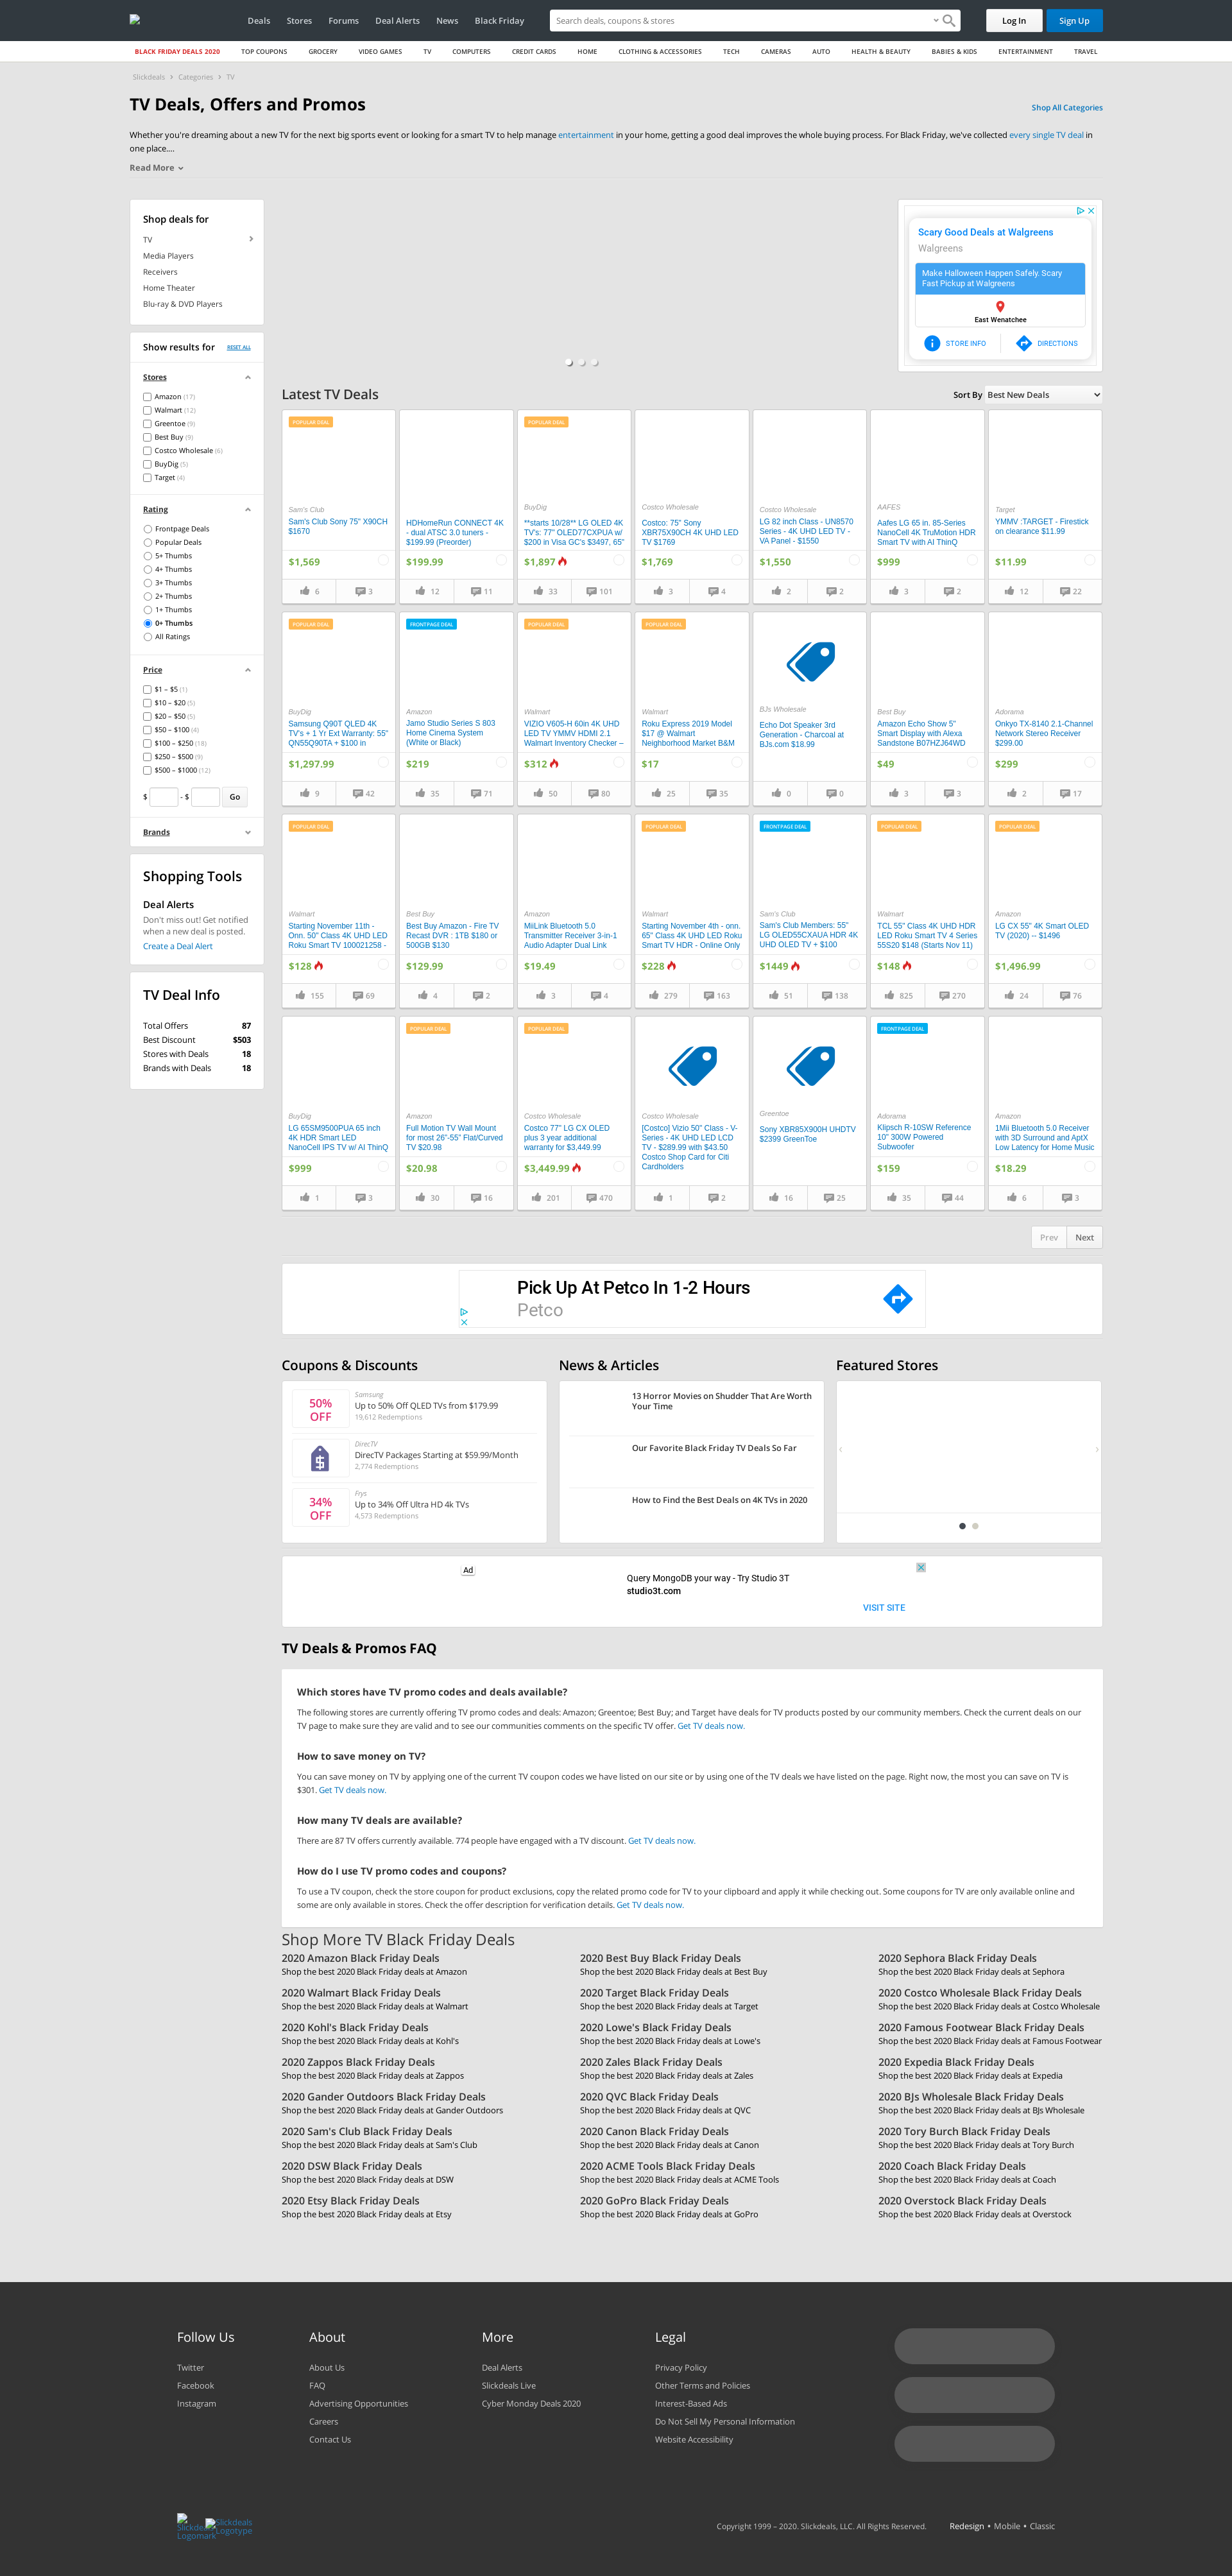 Deals Stores Forums Deal Alerts News Black Friday Search deals, coupons & stores Log In Sign Up
BLACK FRIDAY DEALS 2020 TOP COUPONS GROCERY VIDEO GAMES TV COMPUTERS CREDIT CARDS HOME CLOTHING & ACCESSORIES TECH CAMERAS AUTO HEALTH & BEAUTY BABIES & KIDS ENTERTAINMENT TRAVEL
Slickdeals Categories TV
TV Deals, Offers and Promos
Shop All Categories
Whether you're dreaming about a new TV for the next big sports event or looking for a smart TV to help manage entertainment in your home, getting a good deal improves the whole buying process. For Black Friday, we've collected every single TV deal in
one place....
Read More
Shop deals for
TV
Media Players
Receivers
Home Theater
Blu-ray & DVD Players
Show results for RESET ALL
Stores
Amazon (17)
Walmart (12)
Greentoe (9)
Best Buy (9)
Costco Wholesale (6)
BuyDig (5)
Target (4)
Rating
Frontpage Deals
Popular Deals
5+ Thumbs
4+ Thumbs
3+ Thumbs
2+ Thumbs
1+ Thumbs
0+ Thumbs
All Ratings
Price
$1 – $5 (1)
$10 – $20 (5)
$20 – $50 (5)
$50 – $100 (4)
$100 – $250 (18)
$250 – $500 (9)
$500 – $1000 (12)
$ - $ Go
Brands
Shopping Tools
Deal Alerts
Don't miss out! Get notified
when a new deal is posted.
Create a Deal Alert
TV Deal Info
Total Offers 87
Best Discount $503
Stores with Deals 18
Brands with Deals 18
Scary Good Deals at Walgreens
Walgreens
Make Halloween Happen Safely. Scary
Fast Pickup at Walgreens
East Wenatchee
STORE INFO DIRECTIONS
Latest TV Deals
Sort By Best New Deals
POPULAR DEAL
Sam's Club
Sam's Club Sony 75" X90CH
$1670
$1,569
6 3
HDHomeRun CONNECT 4K
- dual ATSC 3.0 tuners -
$199.99 (Preorder)
$199.99
12 11
POPULAR DEAL
BuyDig
**starts 10/28** LG OLED 4K
TV's: 77" OLED77CXPUA w/
$200 in Visa GC's $3497, 65"
$1,897
33 101
Costco Wholesale
Costco: 75" Sony
XBR75X90CH 4K UHD LED
TV $1769
$1,769
3 4
Costco Wholesale
LG 82 inch Class - UN8570
Series - 4K UHD LED TV -
VA Panel - $1550
$1,550
2 2
AAFES
Aafes LG 65 in. 85-Series
NanoCell 4K TruMotion HDR
Smart TV with AI ThinQ
$999
3 2
Target
YMMV :TARGET - Firestick
on clearance $11.99
$11.99
12 22
POPULAR DEAL
BuyDig
Samsung Q90T QLED 4K
TV's + 1 Yr Ext Warranty: 55"
QN55Q90TA + $100 in
$1,297.99
9 42
FRONTPAGE DEAL
Amazon
Jamo Studio Series S 803
Home Cinema System
(White or Black)
$219
35 71
POPULAR DEAL
Walmart
VIZIO V605-H 60in 4K UHD
LED TV YMMV HDMI 2.1
Walmart Inventory Checker –
$312
50 80
POPULAR DEAL
Walmart
Roku Express 2019 Model
$17 @ Walmart
Neighborhood Market B&M
$17
25 35
BJs Wholesale
Echo Dot Speaker 3rd
Generation - Charcoal at
BJs.com $18.99
0 0
Best Buy
Amazon Echo Show 5"
Smart Display with Alexa
Sandstone B07HZJ64WD
$49
3 3
Adorama
Onkyo TX-8140 2.1-Channel
Network Stereo Receiver
$299.00
$299
2 17
POPULAR DEAL
Walmart
Starting November 11th -
Onn. 50" Class 4K UHD LED
Roku Smart TV 100021258 -
$128
155 69
Best Buy
Best Buy Amazon - Fire TV
Recast DVR : 1TB $180 or
500GB $130
$129.99
4 2
Amazon
MiiLink Bluetooth 5.0
Transmitter Receiver 3-in-1
Audio Adapter Dual Link
$19.49
3 4
POPULAR DEAL
Walmart
Starting November 4th - onn.
65" Class 4K UHD LED Roku
Smart TV HDR - Online Only
$228
279 163
FRONTPAGE DEAL
Sam's Club
Sam's Club Members: 55"
LG OLED55CXAUA HDR 4K
UHD OLED TV + $100
$1449
51 138
POPULAR DEAL
Walmart
TCL 55" Class 4K UHD HDR
LED Roku Smart TV 4 Series
55S20 $148 (Starts Nov 11)
$148
825 270
POPULAR DEAL
Amazon
LG CX 55" 4K Smart OLED
TV (2020) -- $1496
$1,496.99
24 76
BuyDig
LG 65SM9500PUA 65 inch
4K HDR Smart LED
NanoCell IPS TV w/ AI ThinQ
$999
1 3
POPULAR DEAL
Amazon
Full Motion TV Wall Mount
for most 26"-55" Flat/Curved
TV $20.98
$20.98
30 16
POPULAR DEAL
Costco Wholesale
Costco 77" LG CX OLED
plus 3 year additional
warranty for $3,449.99
$3,449.99
201 470
Costco Wholesale
[Costco] Vizio 50" Class - V-
Series - 4K UHD LED LCD
TV - $289.99 with $43.50
Costco Shop Card for Citi
Cardholders
1 2
Greentoe
Sony XBR85X900H UHDTV
$2399 GreenToe
16 25
FRONTPAGE DEAL
Adorama
Klipsch R-10SW Reference
10" 300W Powered
Subwoofer
$159
35 44
Amazon
1Mii Bluetooth 5.0 Receiver
with 3D Surround and AptX
Low Latency for Home Music
$18.29
6 3
Prev Next
Pick Up At Petco In 1-2 Hours
Petco
Coupons & Discounts
50%
OFF
Samsung
Up to 50% Off QLED TVs from $179.99
19,612 Redemptions
DirecTV
DirecTV Packages Starting at $59.99/Month
2,774 Redemptions
34%
OFF
Frys
Up to 34% Off Ultra HD 4k TVs
4,573 Redemptions
News & Articles
13 Horror Movies on Shudder That Are Worth
Your Time
Our Favorite Black Friday TV Deals So Far
How to Find the Best Deals on 4K TVs in 2020
Featured Stores
Ad
Query MongoDB your way - Try Studio 3T
studio3t.com
VISIT SITE
TV Deals & Promos FAQ
Which stores have TV promo codes and deals available?
The following stores are currently offering TV promo codes and deals: Amazon; Greentoe; Best Buy; and Target have deals for TV products posted by our community members. Check the current deals on our
TV page to make sure they are valid and to see our communities comments on the specific TV offer. Get TV deals now.
How to save money on TV?
You can save money on TV by applying one of the current TV coupon codes we have listed on our site or by using one of the TV deals we have listed on the page. Right now, the most you can save on TV is
$301. Get TV deals now.
How many TV deals are available?
There are 87 TV offers currently available. 774 people have engaged with a TV discount. Get TV deals now.
How do I use TV promo codes and coupons?
To use a TV coupon, check the store coupon for product exclusions, copy the related promo code for TV to your clipboard and apply it while checking out. Some coupons for TV are only available online and
some are only available in stores. Check the offer description for verification details. Get TV deals now.
Shop More TV Black Friday Deals
2020 Amazon Black Friday Deals
Shop the best 2020 Black Friday deals at Amazon
2020 Best Buy Black Friday Deals
Shop the best 2020 Black Friday deals at Best Buy
2020 Sephora Black Friday Deals
Shop the best 2020 Black Friday deals at Sephora
2020 Walmart Black Friday Deals
Shop the best 2020 Black Friday deals at Walmart
2020 Target Black Friday Deals
Shop the best 2020 Black Friday deals at Target
2020 Costco Wholesale Black Friday Deals
Shop the best 2020 Black Friday deals at Costco Wholesale
2020 Kohl's Black Friday Deals
Shop the best 2020 Black Friday deals at Kohl's
2020 Lowe's Black Friday Deals
Shop the best 2020 Black Friday deals at Lowe's
2020 Famous Footwear Black Friday Deals
Shop the best 2020 Black Friday deals at Famous Footwear
2020 Zappos Black Friday Deals
Shop the best 2020 Black Friday deals at Zappos
2020 Zales Black Friday Deals
Shop the best 2020 Black Friday deals at Zales
2020 Expedia Black Friday Deals
Shop the best 2020 Black Friday deals at Expedia
2020 Gander Outdoors Black Friday Deals
Shop the best 2020 Black Friday deals at Gander Outdoors
2020 QVC Black Friday Deals
Shop the best 2020 Black Friday deals at QVC
2020 BJs Wholesale Black Friday Deals
Shop the best 2020 Black Friday deals at BJs Wholesale
2020 Sam's Club Black Friday Deals
Shop the best 2020 Black Friday deals at Sam's Club
2020 Canon Black Friday Deals
Shop the best 2020 Black Friday deals at Canon
2020 Tory Burch Black Friday Deals
Shop the best 2020 Black Friday deals at Tory Burch
2020 DSW Black Friday Deals
Shop the best 2020 Black Friday deals at DSW
2020 ACME Tools Black Friday Deals
Shop the best 2020 Black Friday deals at ACME Tools
2020 Coach Black Friday Deals
Shop the best 2020 Black Friday deals at Coach
2020 Etsy Black Friday Deals
Shop the best 2020 Black Friday deals at Etsy
2020 GoPro Black Friday Deals
Shop the best 2020 Black Friday deals at GoPro
2020 Overstock Black Friday Deals
Shop the best 2020 Black Friday deals at Overstock
Follow Us
Twitter
Facebook
Instagram
About
About Us
FAQ
Advertising Opportunities
Careers
Contact Us
More
Deal Alerts
Slickdeals Live
Cyber Monday Deals 2020
Legal
Privacy Policy
Other Terms and Policies
Interest-Based Ads
Do Not Sell My Personal Information
Website Accessibility
Slickdeals
Logomark
Slickdeals
Logotype
Copyright 1999 – 2020. Slickdeals, LLC. All Rights Reserved. Redesign • Mobile • Classic